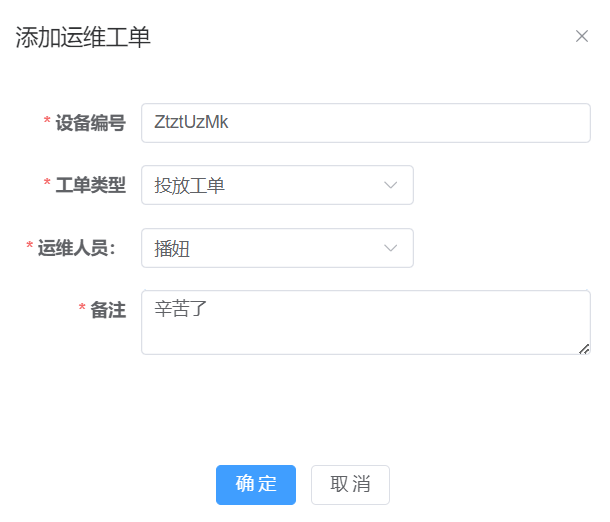 添加运维工单
* 设备编号 ZtztUzMk
* 工单类型 投放工单
* 运维人员： 播妞
* 备注 辛苦了
确 定 取 消